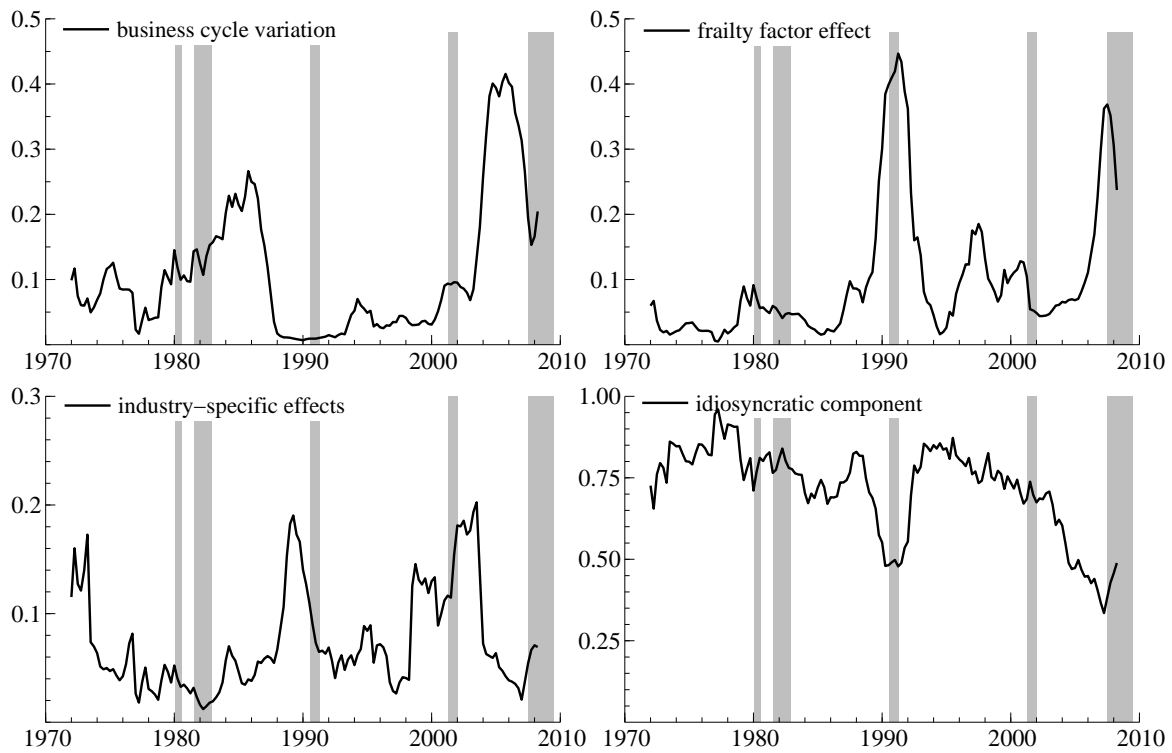 0.5 business cycle variation
0.4
0.3
0.2
0.1
1970 1980 1990 2000 2010
0.5 frailty factor effect
0.4
0.3
0.2
0.1
1970 1980 1990 2000 2010
0.3 industry−specific effects
0.2
0.1
1970 1980 1990 2000 2010
1.00 idiosyncratic component
0.75
0.50
0.25
1970 1980 1990 2000 2010